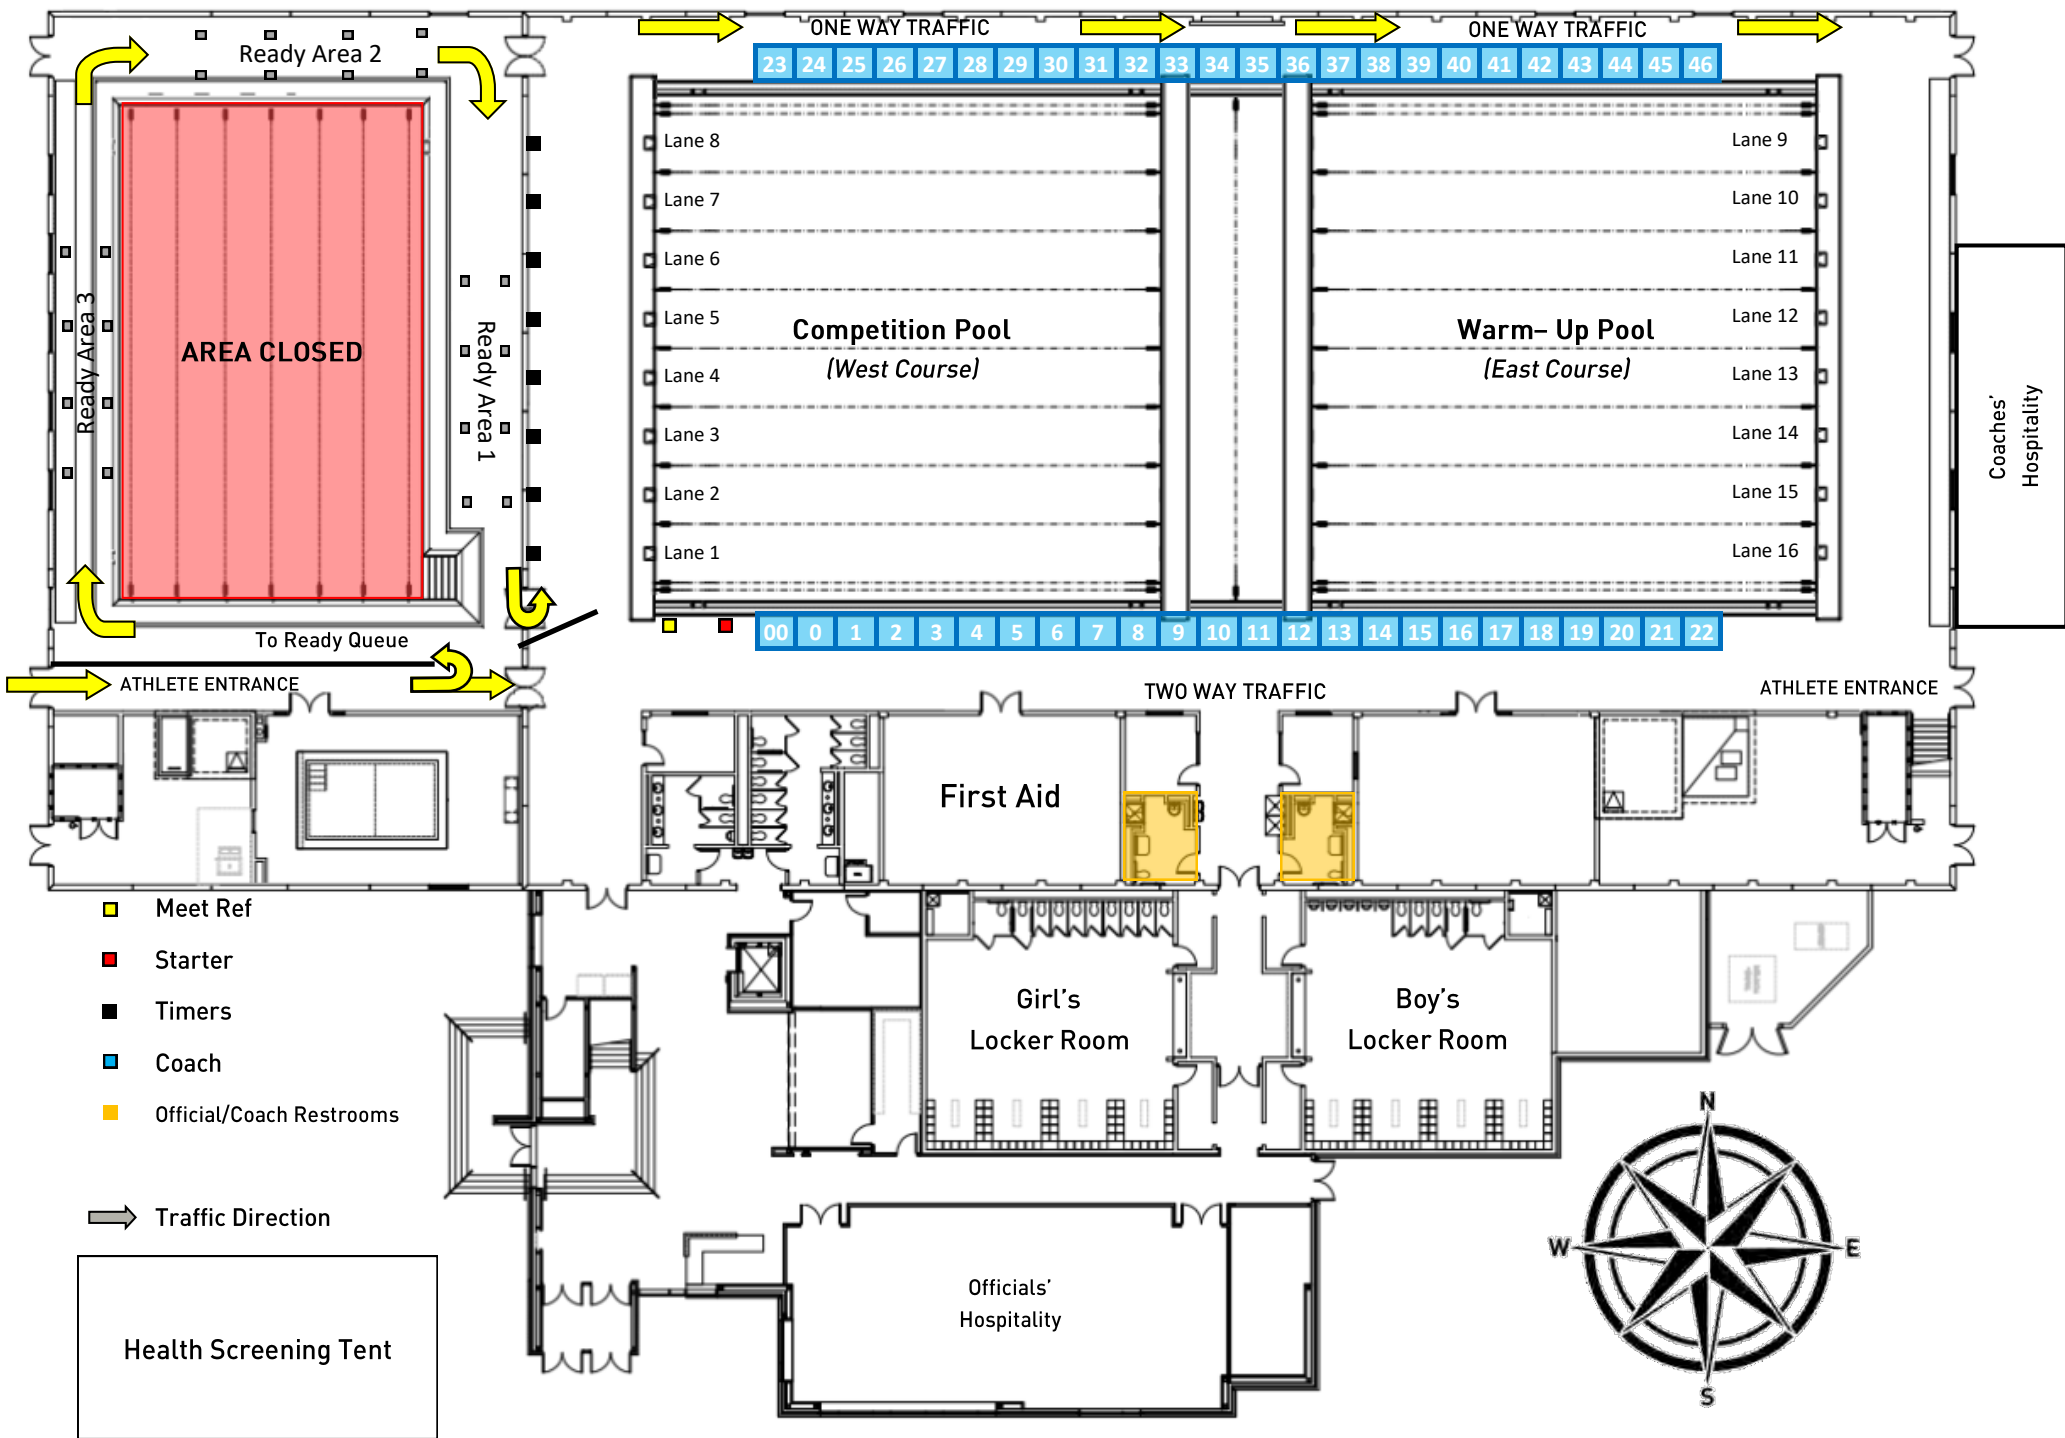 ONE WAY TRAFFIC
ONE WAY TRAFFIC
Ready Area 2
23 24 25 26 27 28 29 30 31 32 33 34 35 36 37 38 39 40 41 42 43 44 45 46
Lane 8
Lane 7
Lane 6
Lane 5
Lane 4
Lane 3
Lane 2
Lane 1
Lane 9
Lane 10
Lane 11
Lane 12
Lane 13
Lane 14
Lane 15
Lane 16
Ready Area 3
AREA CLOSED
Ready Area 1
Competition Pool
(West Course)
Warm– Up Pool
(East Course)
Coaches'
Hospitality
To Ready Queue
00 0 1 2 3 4 5 6 7 8 9 10 11 12 13 14 15 16 17 18 19 20 21 22
ATHLETE ENTRANCE
TWO WAY TRAFFIC
ATHLETE ENTRANCE
First Aid
Meet Ref
Starter
Timers
Coach
Official/Coach Restrooms
Traffic Direction
Girl's
Locker Room
Boy's
Locker Room
N
W
E
S
Officials'
Hospitality
Health Screening Tent